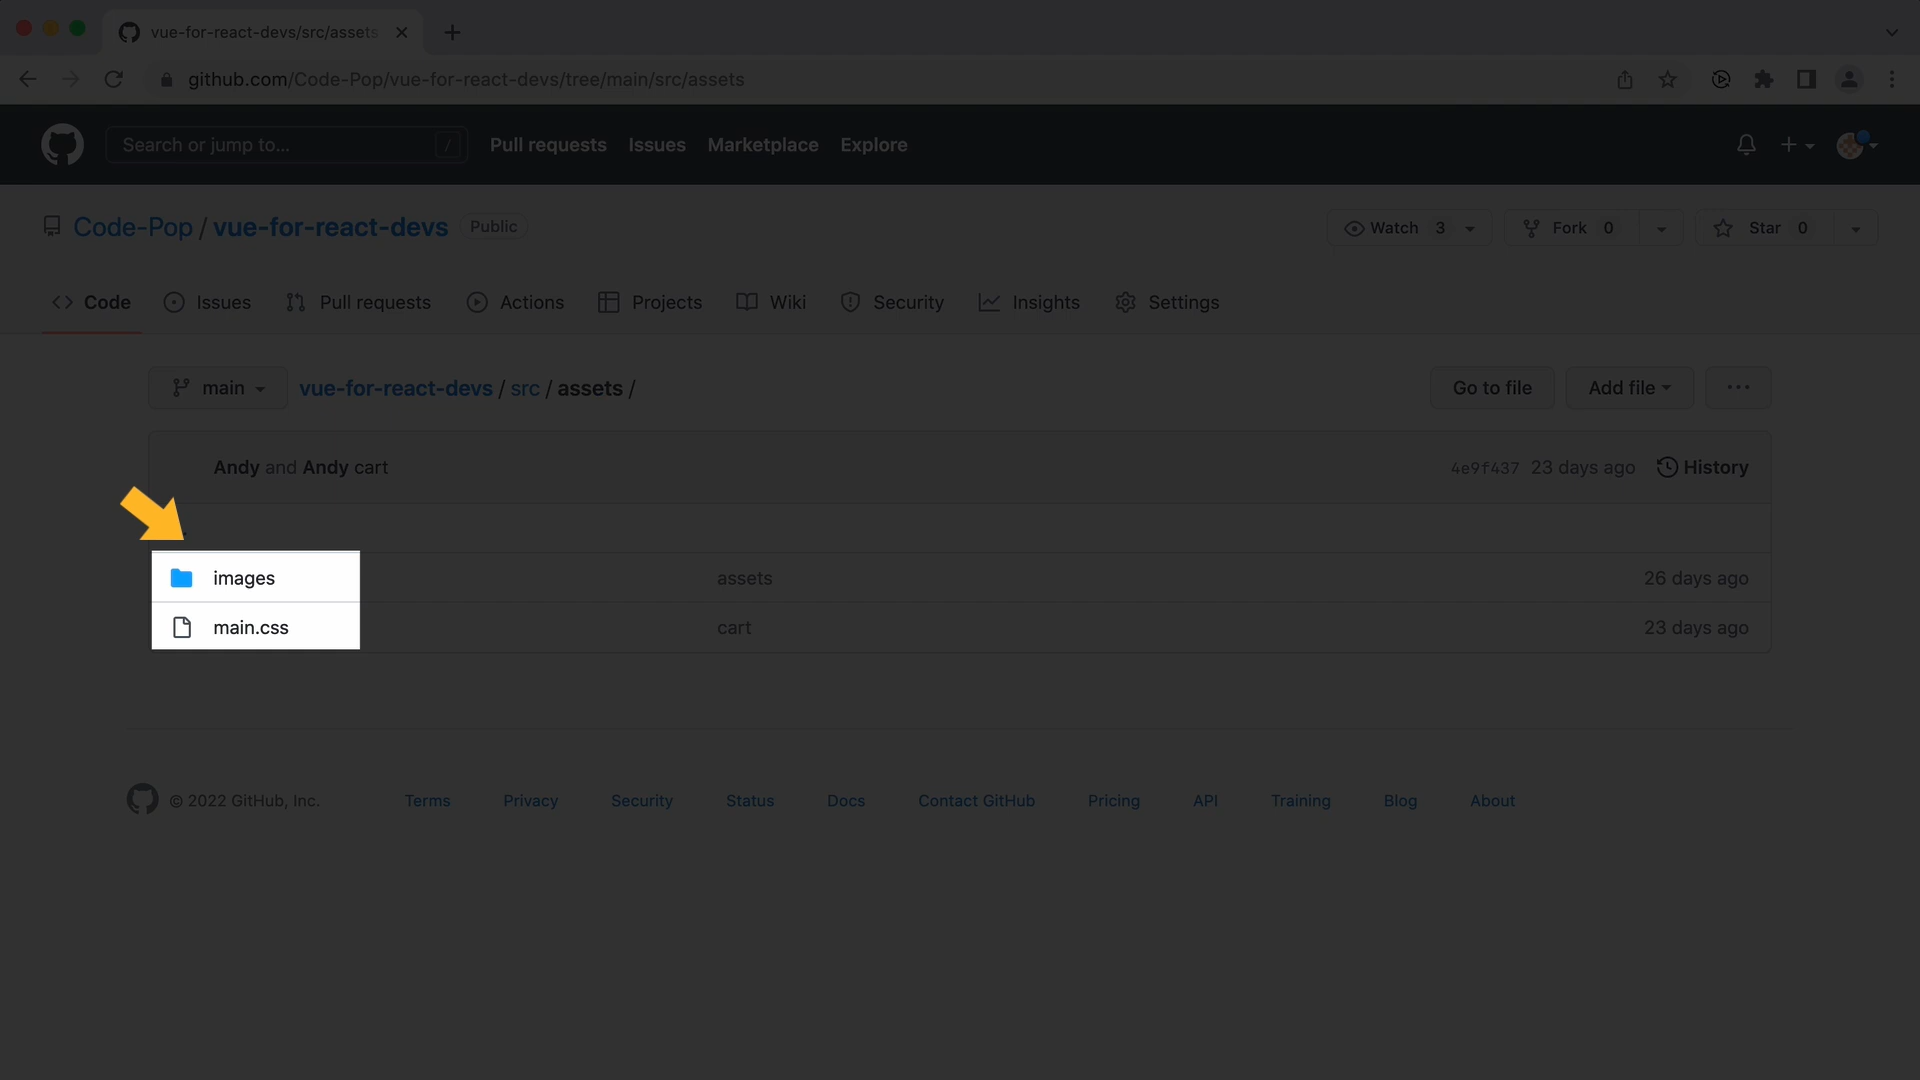 vue-for-react-devs/src/assets
github.com/Code-Pop/vue-for-react-devs/tree/main/src/assets
Search or jump to... / Pull requests Issues Marketplace Explore
Code-Pop / vue-for-react-devs Public Watch 3 Fork 0 Star 0
Code Issues Pull requests Actions Projects Wiki Security Insights Settings
main vue-for-react-devs / src / assets / Go to file Add file ...
Andy and Andy cart 4e9f437 23 days ago History
images assets 26 days ago
main.css cart 23 days ago
© 2022 GitHub, Inc. Terms Privacy Security Status Docs Contact GitHub Pricing API Training Blog About